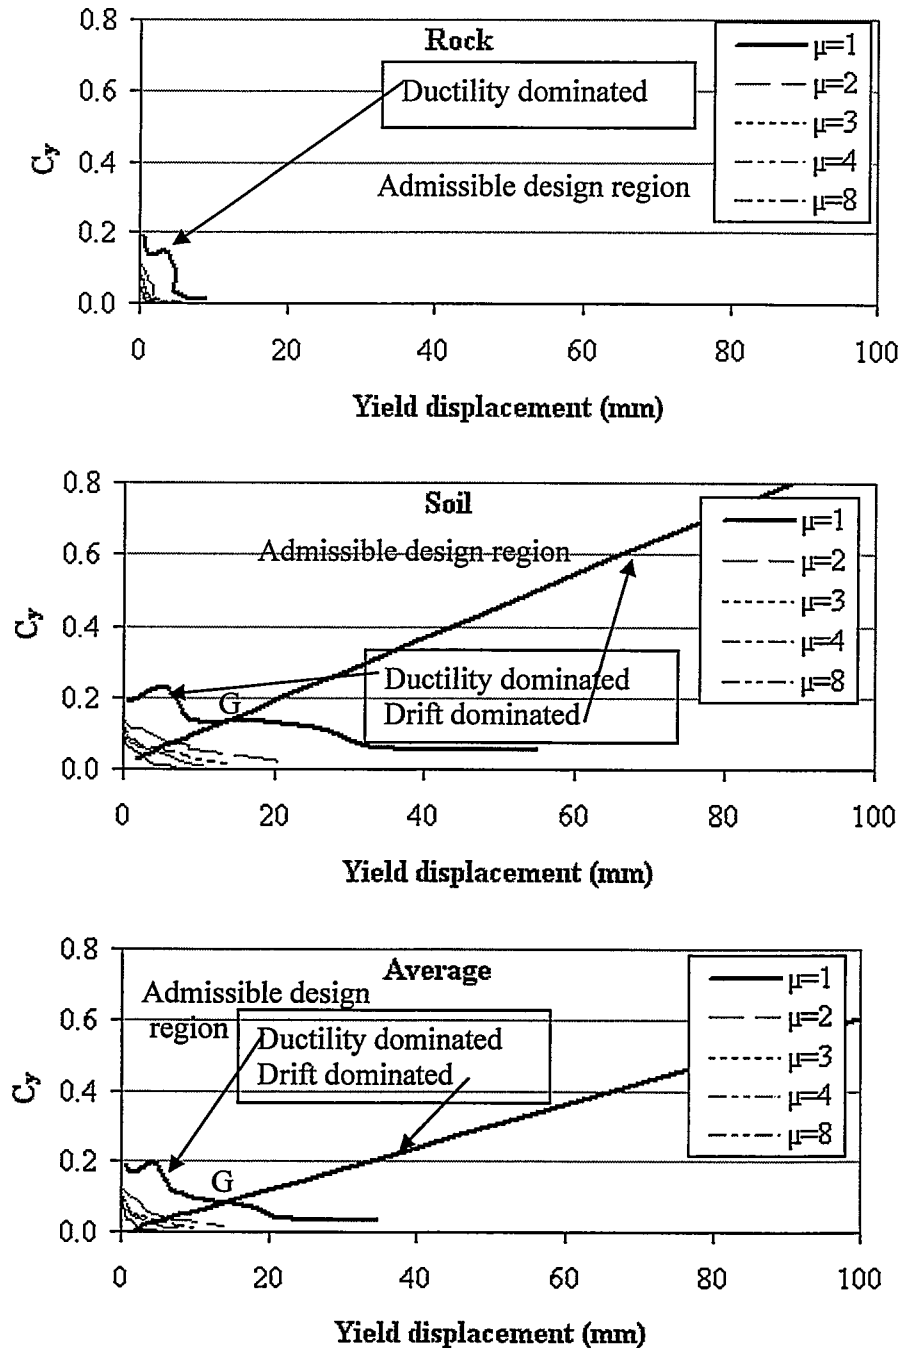 Rock
0.8
0.6
0.4
0.2
0.0
C_y
Ductility dominated
Admissible design region
μ=1
μ=2
μ=3
μ=4
μ=8
0 20 40 60 80 100
Yield displacement (mm)
Soil
0.8
0.6
0.4
0.2
0.0
C_y
Admissible design region
Ductility dominated
Drift dominated
G
μ=1
μ=2
μ=3
μ=4
μ=8
0 20 40 60 80 100
Yield displacement (mm)
Average
0.8
0.6
0.4
0.2
0.0
C_y
Admissible design
region
Ductility dominated
Drift dominated
G
μ=1
μ=2
μ=3
μ=4
μ=8
0 20 40 60 80 100
Yield displacement (mm)